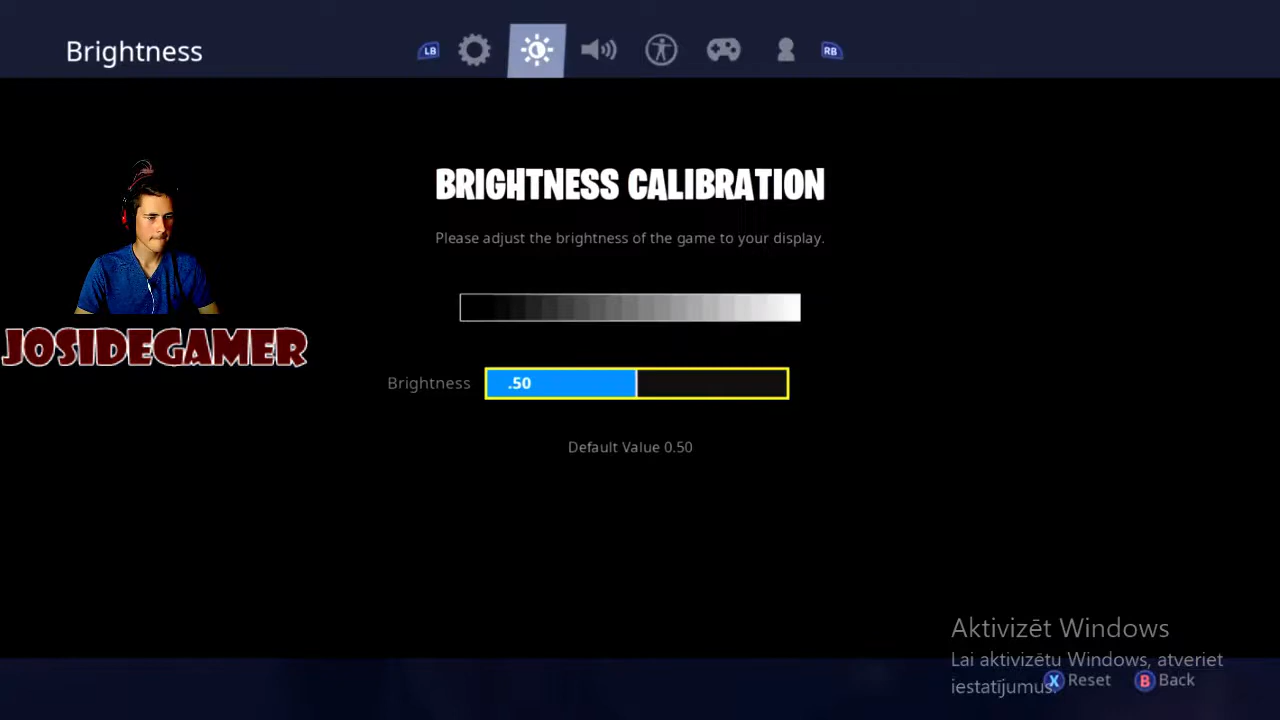 Brightness
LB
RB
BRIGHTNESS CALIBRATION
Please adjust the brightness of the game to your display.
JOSIDEGAMER
Brightness
.50
Default Value 0.50
Aktivizēt Windows
Lai aktivizētu Windows, atveriet
iestatījumus.
X Reset
B Back